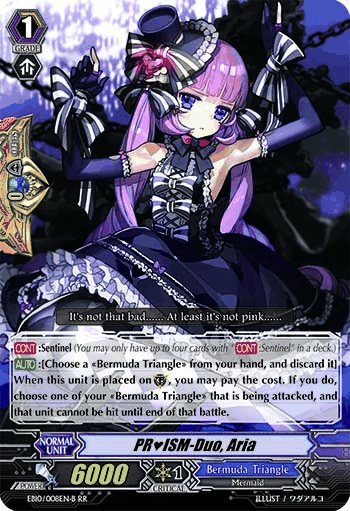 1
GRADE
0
It's not that bad...... At least it's not pink......
CONT :Sentinel (You may only have up to four cards with "CONT :Sentinel" in a deck.)
AUTO :[Choose a «Bermuda Triangle» from your hand, and discard it]
When this unit is placed on , you may pay the cost. If you do,
choose one of your «Bermuda Triangle» that is being attacked, and
that unit cannot be hit until end of that battle.
NORMAL
UNIT
PR♥ISM-Duo, Aria
POWER
6000
1
CRITICAL
Bermuda Triangle
Mermaid
EB10/008EN-B RR
ILLUST / ワダアルコ